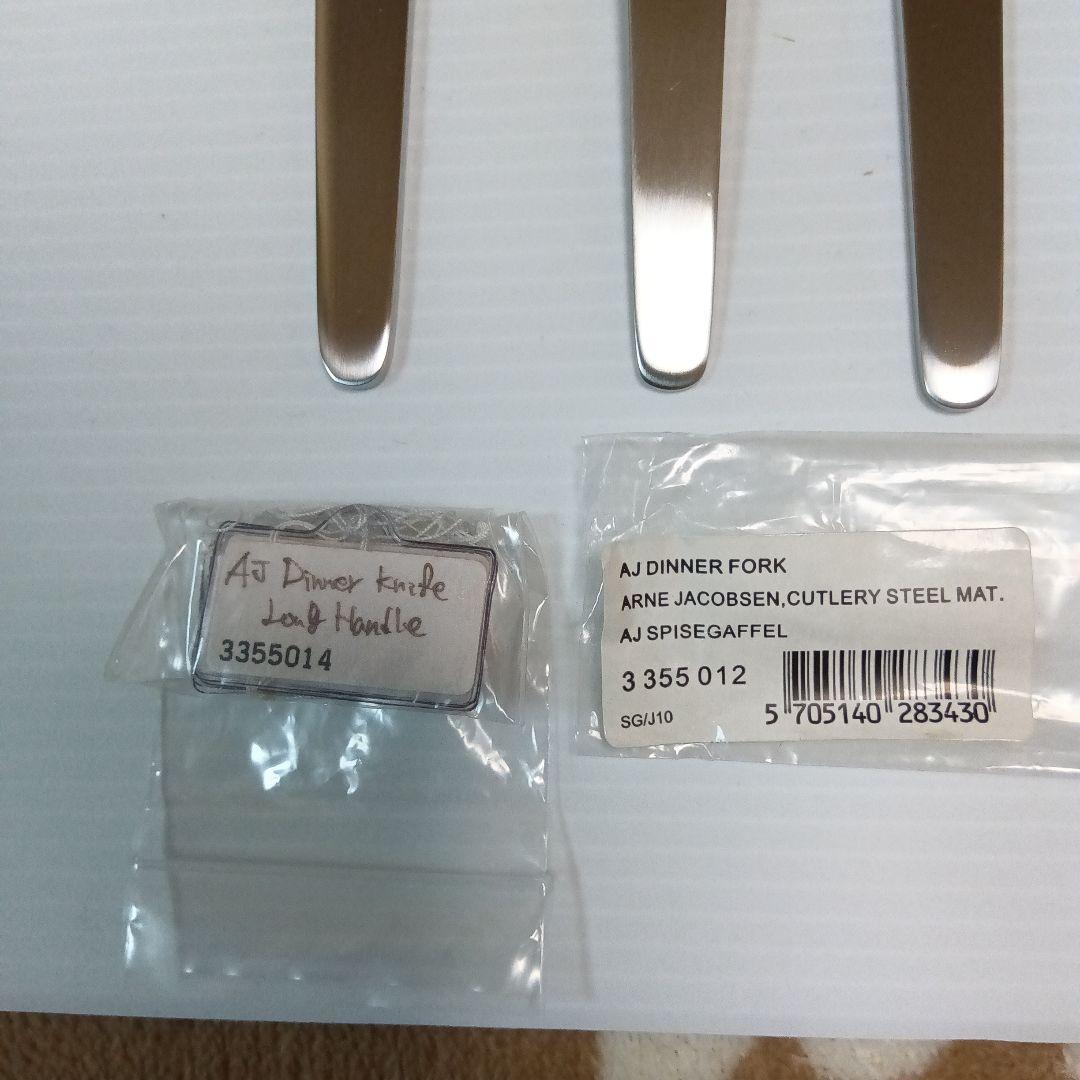 AJ Dinner Knife
Long Handle
3355014
AJ DINNER FORK
ARNE JACOBSEN,CUTLERY STEEL MAT.
AJ SPISEGAFFEL
3 355 012
SG/J10
5 705140 283430